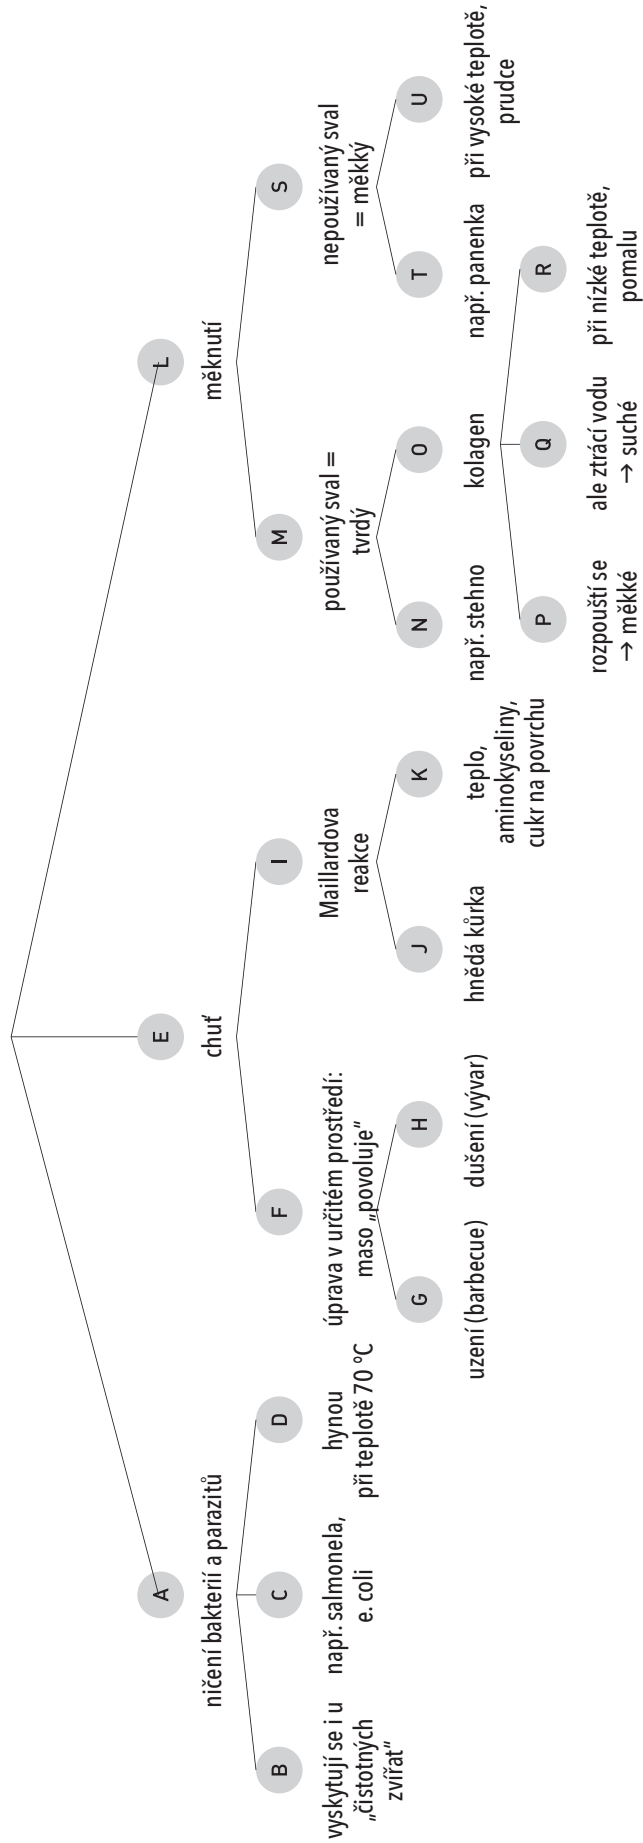 A
ničení bakterií a parazitů
B
vyskytují se i u
„čistotných
zvířat“
C
např. salmonela,
e. coli
D
hynou
při teplotě 70 °C
E
chuť
F
úprava v určitém prostředí:
maso „povoluje“
G
uzení (barbecue)
H
dušení (vývar)
I
Maillardova
reakce
J
hnědá kůrka
K
teplo,
aminokyseliny,
cukr na povrchu
L
měknutí
M
používaný sval =
tvrdý
N
např. stehno
O
kolagen
P
rozpouští se
→ měkké
Q
ale ztrácí vodu
→ suché
R
při nízké teplotě,
pomalu
S
nepoužívaný sval
= měkký
T
např. panenka
U
při vysoké teplotě,
prudce